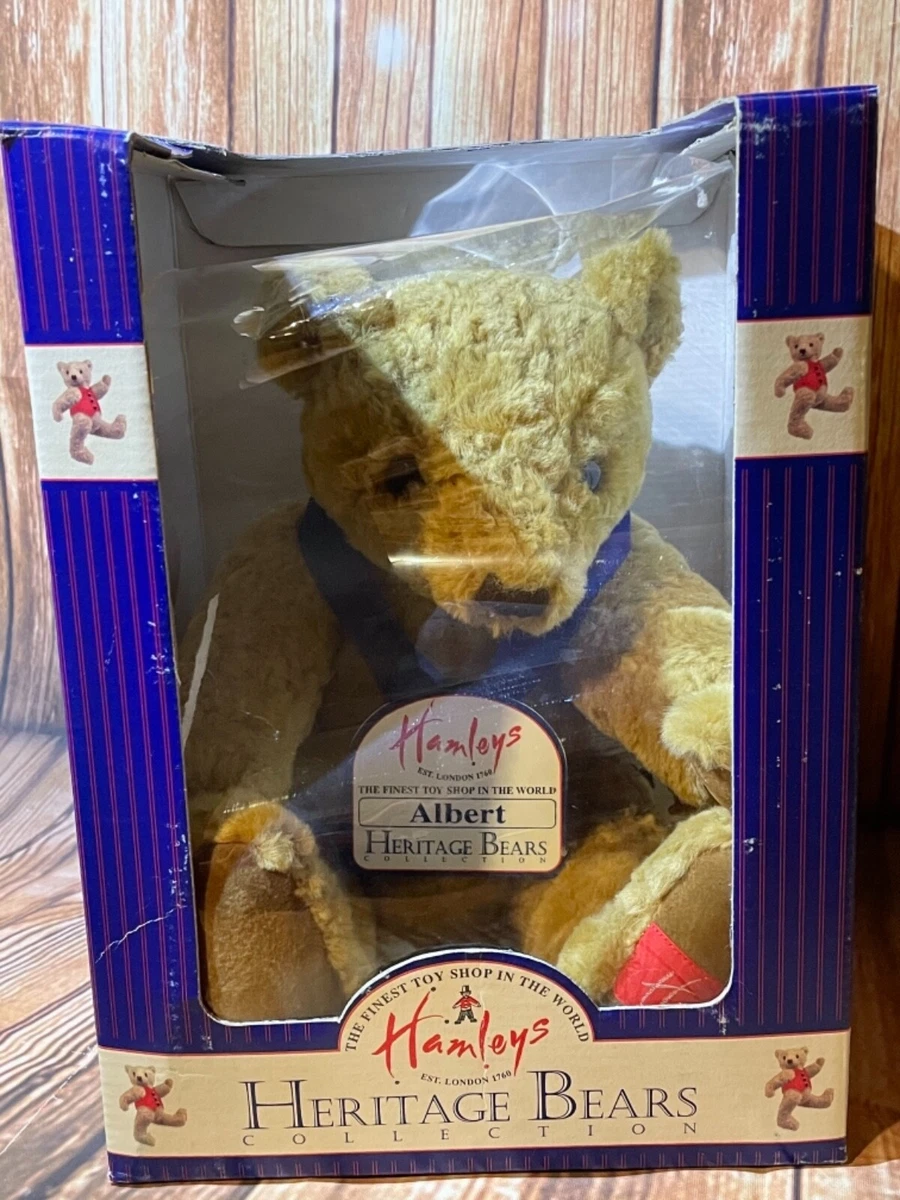 Hamleys
EST. LONDON 1760
THE FINEST TOY SHOP IN THE WORLD
Albert
HERITAGE BEARS
COLLECTION
THE FINEST TOY SHOP IN THE WORLD
Hamleys
EST. LONDON 1760
HERITAGE BEARS
COLLECTION